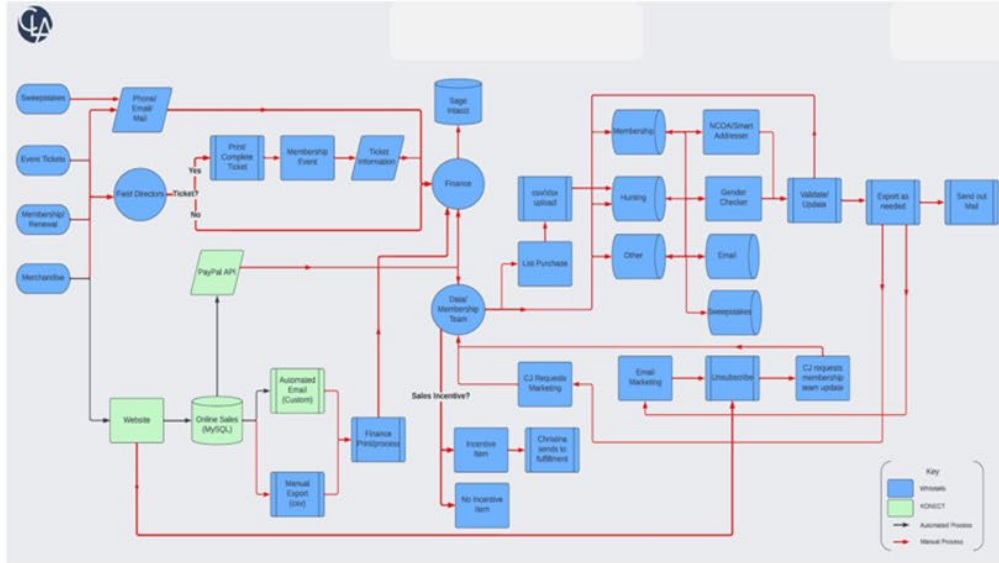 CLA
Sweepstakes
Event Tickets
Membership/
Renewal
Merchandise
Phone/
Email/
Mail
Field Directors
Ticket?
Yes
No
Print/
Complete
Ticket
Membership
Event
Ticket
Information
Sage
Intacct
Finance
PayPal API
Website
Online Sales
(MySQL)
Automated
Email
(Custom)
Manual
Export
(csv)
Finance
Print/process
Data/
Membership
Team
Sales Incentive?
Incentive
Item
Christina
sends to
fulfillment
No Incentive
Item
csv/xlsx
upload
List Purchase
Membership
Hunting
Other
NCOA/Smart
Addresser
Gender
Checker
Email
Sweepstakes
Validate/
Update
Export as
needed
Send out
Mail
CJ Requests
Marketing
Email
Marketing
Unsubscribe
CJ requests
membership
team update
Key
KONECT
Automated Process
Manual Process